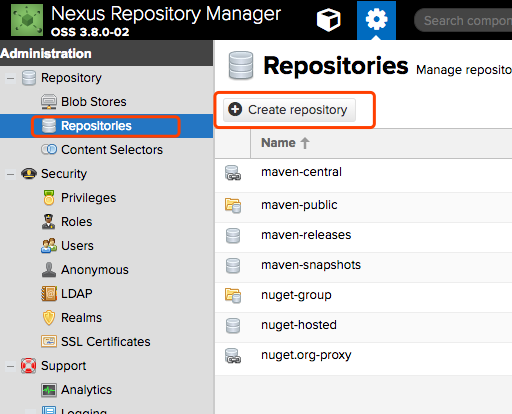 Nexus Repository Manager
OSS 3.8.0-02
Administration
Repository
Blob Stores
Repositories
Content Selectors
Security
Privileges
Roles
Users
Anonymous
LDAP
Realms
SSL Certificates
Support
Analytics
Logging
Search compo
Repositories Manage reposito
Create repository
Name
maven-central
maven-public
maven-releases
maven-snapshots
nuget-group
nuget-hosted
nuget.org-proxy